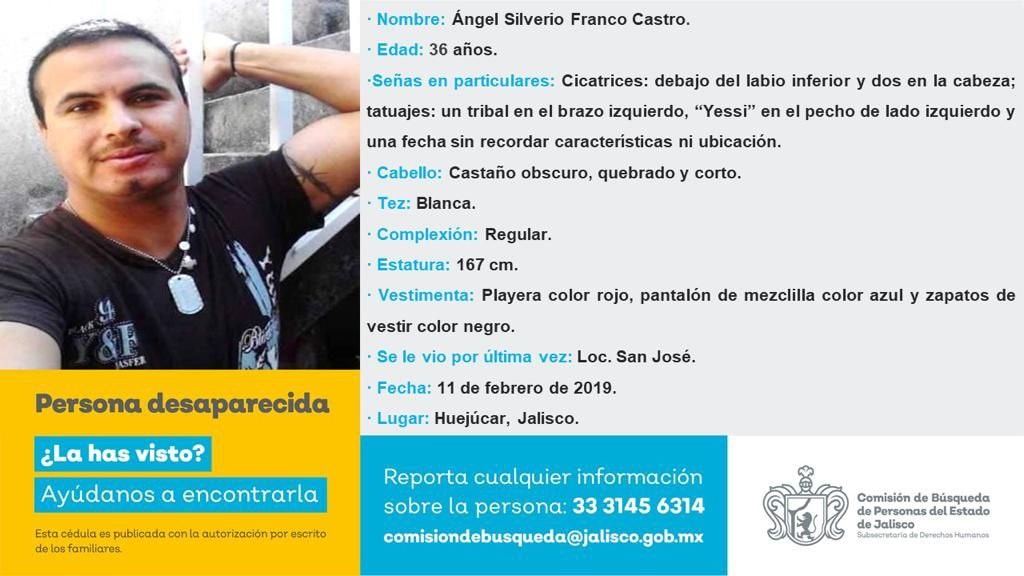 · Nombre: Ángel Silverio Franco Castro.
· Edad: 36 años.
·Señas en particulares: Cicatrices: debajo del labio inferior y dos en la cabeza;
tatuajes: un tribal en el brazo izquierdo, “Yessi” en el pecho de lado izquierdo y
una fecha sin recordar características ni ubicación.
· Cabello: Castaño obscuro, quebrado y corto.
· Tez: Blanca.
· Complexión: Regular.
· Estatura: 167 cm.
· Vestimenta: Playera color rojo, pantalón de mezclilla color azul y zapatos de
vestir color negro.
· Se le vio por última vez: Loc. San José.
· Fecha: 11 de febrero de 2019.
· Lugar: Huejúcar, Jalisco.
Persona desaparecida
¿La has visto?
Ayúdanos a encontrarla
Esta cédula es publicada con la autorización por escrito
de los familiares.
Reporta cualquier información
sobre la persona: 33 3145 6314
comisiondebusqueda@jalisco.gob.mx
Comisión de Búsqueda
de Personas del Estado
de Jalisco
Subsecretaría de Derechos Humanos